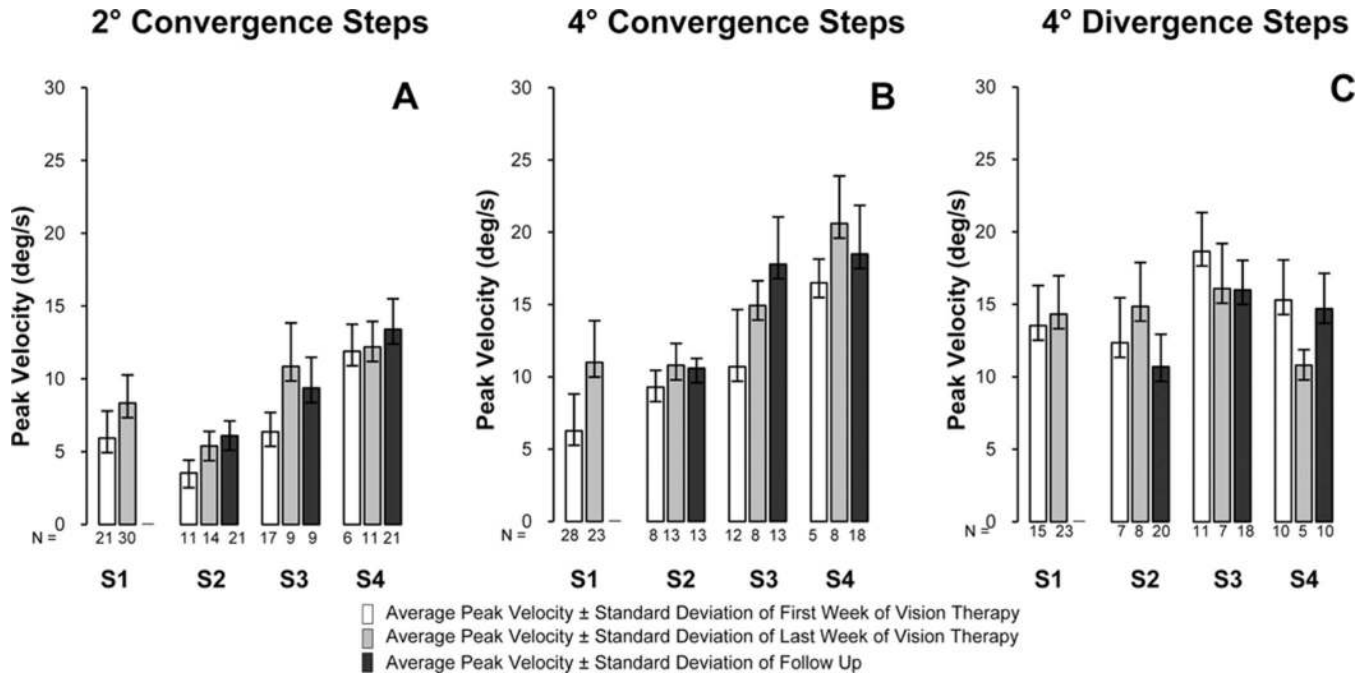 2° Convergence Steps
4° Convergence Steps
4° Divergence Steps
A
Peak Velocity (deg/s)
30
25
20
15
10
5
0
N =
21 30
11 14 21
17 9 9
6 11 21
S1
S2
S3
S4
B
Peak Velocity (deg/s)
30
25
20
15
10
5
0
N =
28 23
8 13 13
12 8 13
5 8 18
S1
S2
S3
S4
C
Peak Velocity (deg/s)
30
25
20
15
10
5
0
N =
15 23
7 8 20
11 7 18
10 5 10
S1
S2
S3
S4
Average Peak Velocity ± Standard Deviation of First Week of Vision Therapy
Average Peak Velocity ± Standard Deviation of Last Week of Vision Therapy
Average Peak Velocity ± Standard Deviation of Follow Up